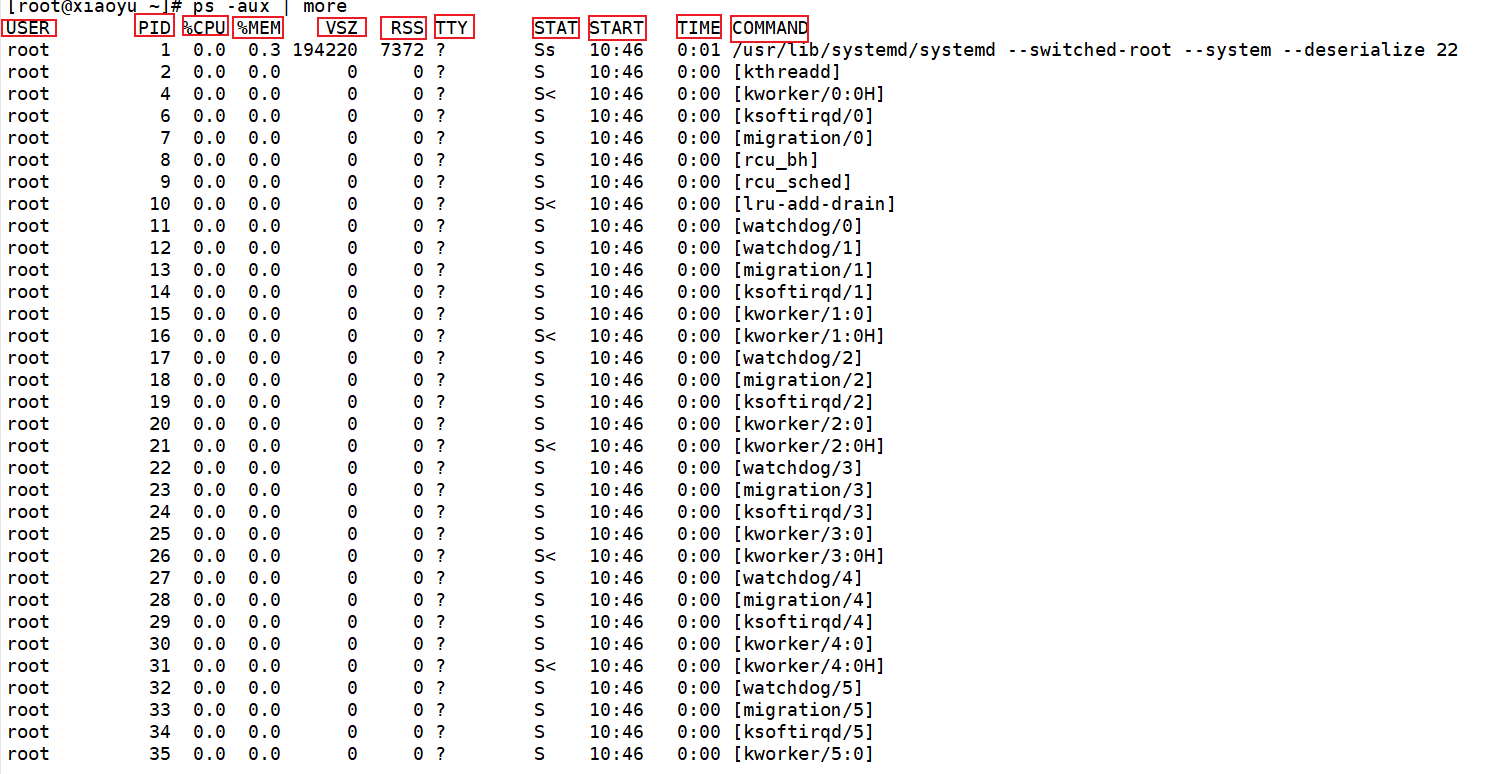 [root@xiaoyu ~]# ps -aux | more
USER PID %CPU %MEM VSZ RSS TTY STAT START TIME COMMAND
root 1 0.0 0.3 194220 7372 ? Ss 10:46 0:01 /usr/lib/systemd/systemd --switched-root --system --deserialize 22
root 2 0.0 0.0 0 0 ? S 10:46 0:00 [kthreadd]
root 4 0.0 0.0 0 0 ? S< 10:46 0:00 [kworker/0:0H]
root 6 0.0 0.0 0 0 ? S 10:46 0:00 [ksoftirqd/0]
root 7 0.0 0.0 0 0 ? S 10:46 0:00 [migration/0]
root 8 0.0 0.0 0 0 ? S 10:46 0:00 [rcu_bh]
root 9 0.0 0.0 0 0 ? S 10:46 0:00 [rcu_sched]
root 10 0.0 0.0 0 0 ? S< 10:46 0:00 [lru-add-drain]
root 11 0.0 0.0 0 0 ? S 10:46 0:00 [watchdog/0]
root 12 0.0 0.0 0 0 ? S 10:46 0:00 [watchdog/1]
root 13 0.0 0.0 0 0 ? S 10:46 0:00 [migration/1]
root 14 0.0 0.0 0 0 ? S 10:46 0:00 [ksoftirqd/1]
root 15 0.0 0.0 0 0 ? S 10:46 0:00 [kworker/1:0]
root 16 0.0 0.0 0 0 ? S< 10:46 0:00 [kworker/1:0H]
root 17 0.0 0.0 0 0 ? S 10:46 0:00 [watchdog/2]
root 18 0.0 0.0 0 0 ? S 10:46 0:00 [migration/2]
root 19 0.0 0.0 0 0 ? S 10:46 0:00 [ksoftirqd/2]
root 20 0.0 0.0 0 0 ? S 10:46 0:00 [kworker/2:0]
root 21 0.0 0.0 0 0 ? S< 10:46 0:00 [kworker/2:0H]
root 22 0.0 0.0 0 0 ? S 10:46 0:00 [watchdog/3]
root 23 0.0 0.0 0 0 ? S 10:46 0:00 [migration/3]
root 24 0.0 0.0 0 0 ? S 10:46 0:00 [ksoftirqd/3]
root 25 0.0 0.0 0 0 ? S 10:46 0:00 [kworker/3:0]
root 26 0.0 0.0 0 0 ? S< 10:46 0:00 [kworker/3:0H]
root 27 0.0 0.0 0 0 ? S 10:46 0:00 [watchdog/4]
root 28 0.0 0.0 0 0 ? S 10:46 0:00 [migration/4]
root 29 0.0 0.0 0 0 ? S 10:46 0:00 [ksoftirqd/4]
root 30 0.0 0.0 0 0 ? S 10:46 0:00 [kworker/4:0]
root 31 0.0 0.0 0 0 ? S< 10:46 0:00 [kworker/4:0H]
root 32 0.0 0.0 0 0 ? S 10:46 0:00 [watchdog/5]
root 33 0.0 0.0 0 0 ? S 10:46 0:00 [migration/5]
root 34 0.0 0.0 0 0 ? S 10:46 0:00 [ksoftirqd/5]
root 35 0.0 0.0 0 0 ? S 10:46 0:00 [kworker/5:0]